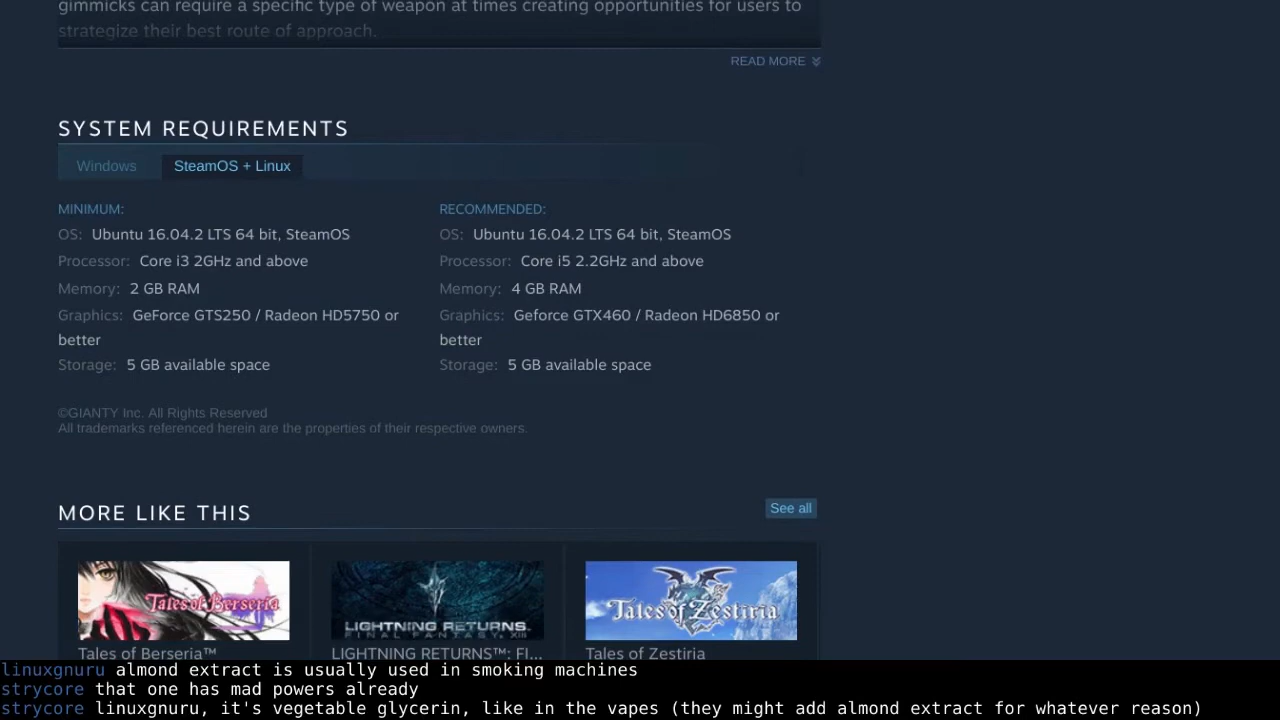 gimmicks can require a specific type of weapon at times creating opportunities for users to
strategize their best route of approach.
READ MORE
SYSTEM REQUIREMENTS
Windows SteamOS + Linux
MINIMUM:
OS: Ubuntu 16.04.2 LTS 64 bit, SteamOS
Processor: Core i3 2GHz and above
Memory: 2 GB RAM
Graphics: GeForce GTS250 / Radeon HD5750 or
better
Storage: 5 GB available space
RECOMMENDED:
OS: Ubuntu 16.04.2 LTS 64 bit, SteamOS
Processor: Core i5 2.2GHz and above
Memory: 4 GB RAM
Graphics: Geforce GTX460 / Radeon HD6850 or
better
Storage: 5 GB available space
©GIANTY Inc. All Rights Reserved
All trademarks referenced herein are the properties of their respective owners.
MORE LIKE THIS
See all
Tales of Berseria
LIGHTNING RETURNS
FINAL FANTASY XIII
Tales of Zestiria
Tales of Berseria™
LIGHTNING RETURNS™: FI...
Tales of Zestiria
linuxgnuru almond extract is usually used in smoking machines
strycore that one has mad powers already
strycore linuxgnuru, it's vegetable glycerin, like in the vapes (they might add almond extract for whatever reason)